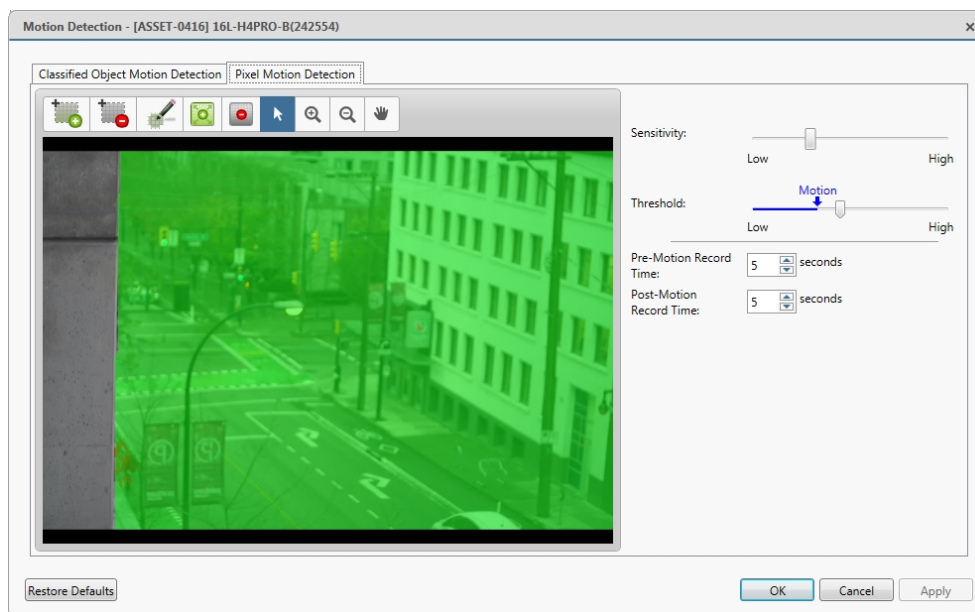 Motion Detection - [ASSET-0416] 16L-H4PRO-B(242554)
Classified Object Motion Detection
Pixel Motion Detection
Sensitivity:
Low
High
Motion
Threshold:
Low
High
Pre-Motion Record
Time:
5
seconds
Post-Motion
Record Time:
5
seconds
Restore Defaults
OK
Cancel
Apply